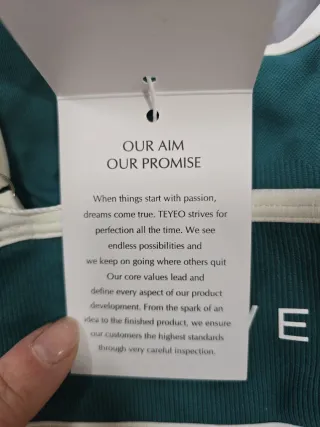 OUR AIM
OUR PROMISE
When things start with passion,
dreams come true. TEYEO strives for
perfection all the time. We see
endless possibilities and
we keep on going where others quit
Our core values lead and
define every aspect of our product
development. From the spark of an
idea to the finished product, we ensure
our customers the highest standards
through very careful inspection.
YE